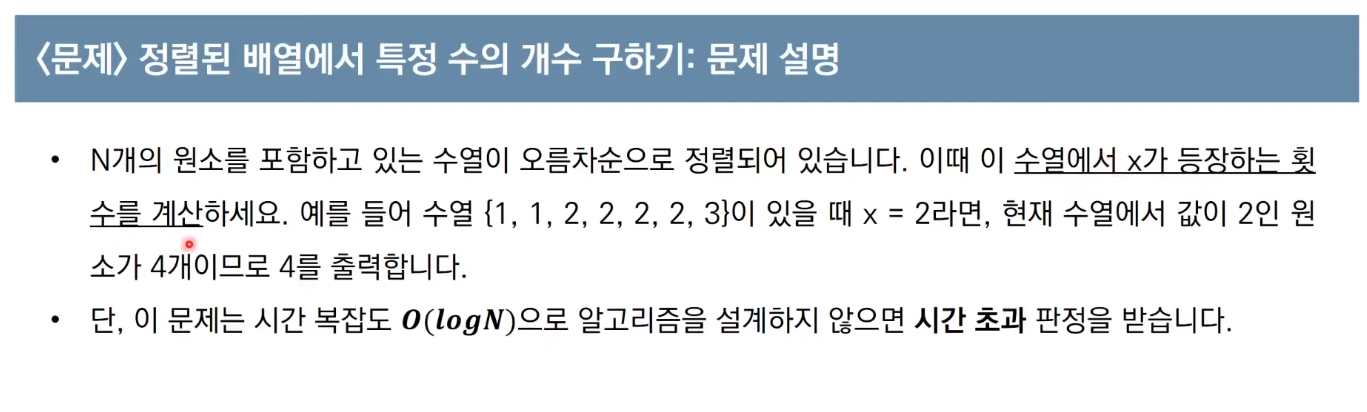 〈문제〉 정렬된 배열에서 특정 수의 개수 구하기: 문제 설명
• N개의 원소를 포함하고 있는 수열이 오름차순으로 정렬되어 있습니다. 이때 이 수열에서 x가 등장하는 횟
수를 계산하세요. 예를 들어 수열 {1, 1, 2, 2, 2, 2, 3}이 있을 때 x = 2라면, 현재 수열에서 값이 2인 원
소가 4개이므로 4를 출력합니다.
• 단, 이 문제는 시간 복잡도 O(logN)으로 알고리즘을 설계하지 않으면 시간 초과 판정을 받습니다.